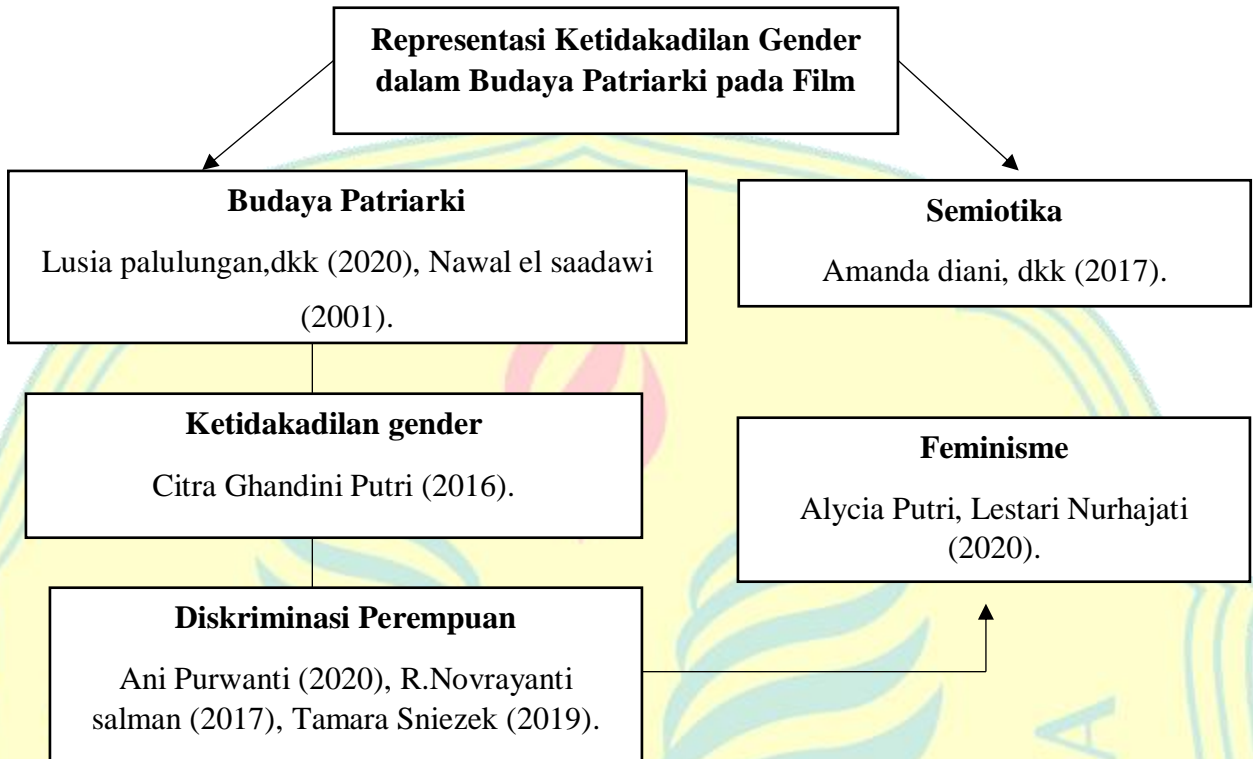 Representasi Ketidakadilan Gender
dalam Budaya Patriarki pada Film
Budaya Patriarki
Lusia palulungan,dkk (2020), Nawal el saadawi
(2001).
Semiotika
Amanda diani, dkk (2017).
Ketidakadilan gender
Citra Ghandini Putri (2016).
Feminisme
Alycia Putri, Lestari Nurhajati
(2020).
Diskriminasi Perempuan
Ani Purwanti (2020), R.Novrayanti
salman (2017), Tamara Sniezek (2019).
A